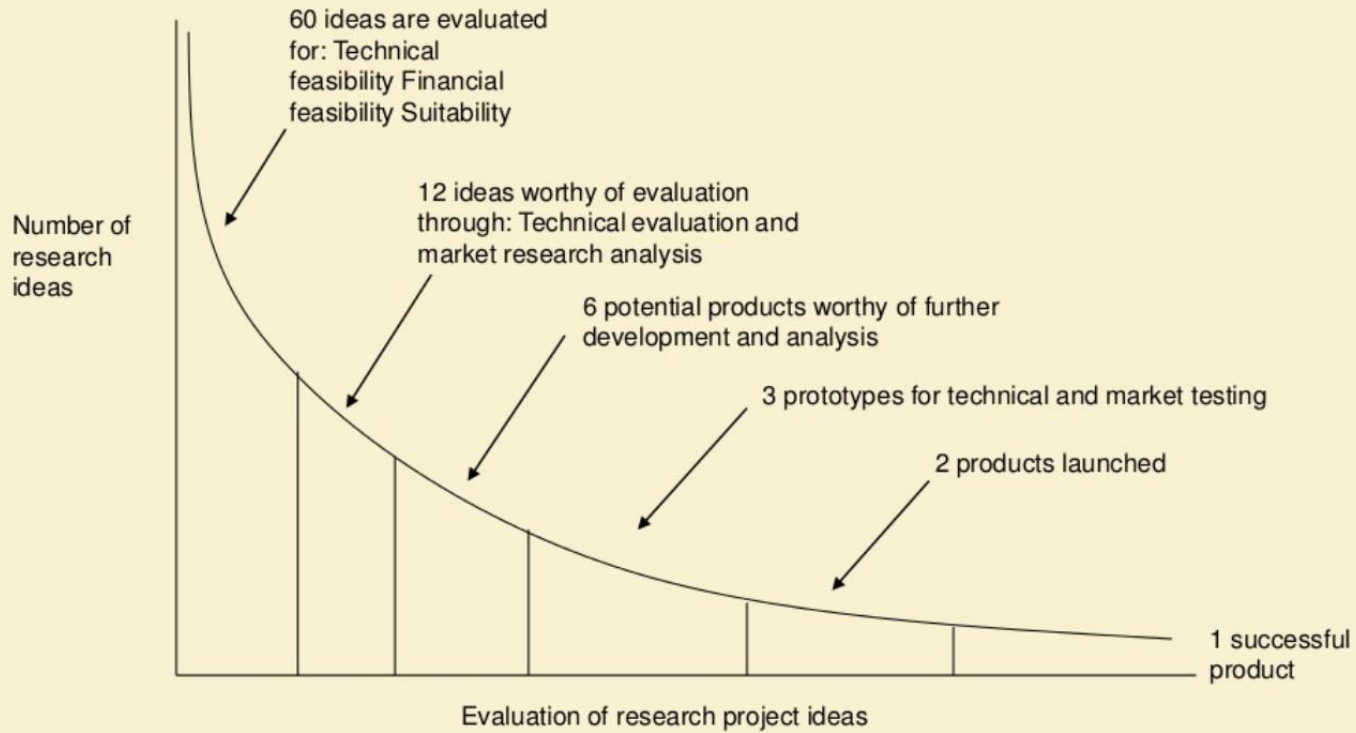 60 ideas are evaluated
for: Technical
feasibility Financial
feasibility Suitability
12 ideas worthy of evaluation
through: Technical evaluation and
market research analysis
Number of
research
ideas
6 potential products worthy of further
development and analysis
3 prototypes for technical and market testing
2 products launched
1 successful
product
Evaluation of research project ideas